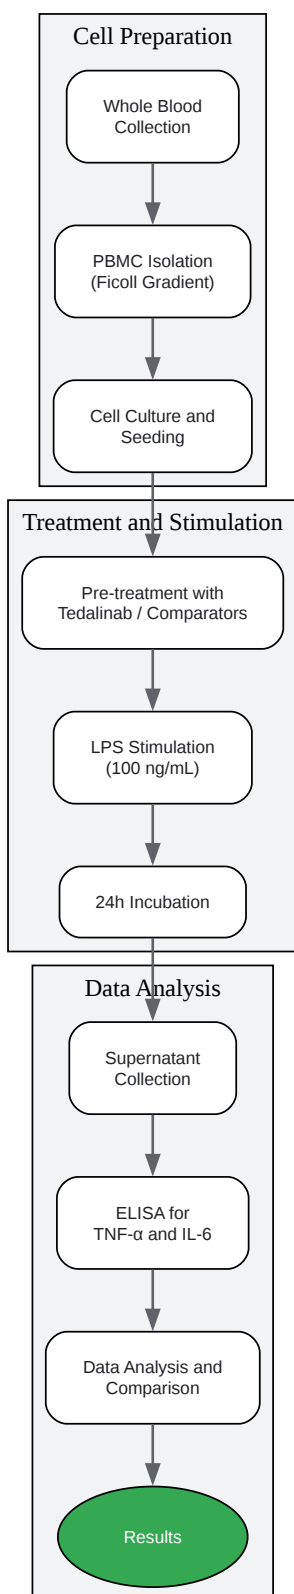 Cell Preparation
Whole Blood
Collection
PBMC Isolation
(Ficoll Gradient)
Cell Culture and
Seeding
Treatment and Stimulation
Pre-treatment with
Tedalinab / Comparators
LPS Stimulation
(100 ng/mL)
24h Incubation
Data Analysis
Supernatant
Collection
ELISA for
TNF-α and IL-6
Data Analysis and
Comparison
Results